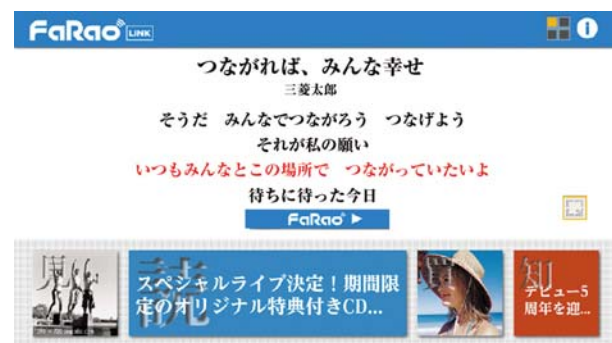 FaRao LINK
つながれば、みんな幸せ
三菱太郎
そうだ みんなでつながろう つなげよう
それが私の願い
いつもみんなとこの場所で つながっていたいよ
待ちに待った今日
FaRao ▶
見
読
スペシャルライブ決定！期間限
定のオリジナル特典付きCD...
知
デビュー5
周年を迎...